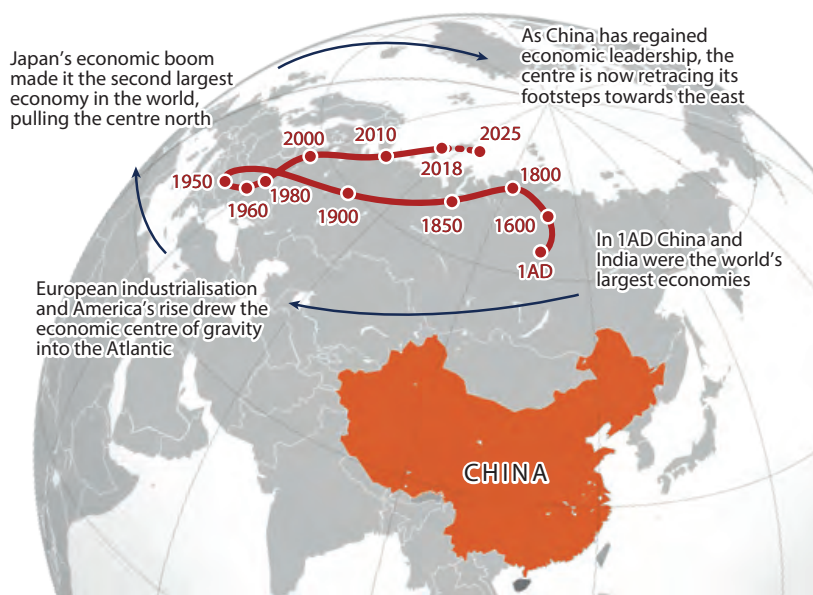 Japan's economic boom
made it the second largest
economy in the world,
pulling the centre north
As China has regained
economic leadership, the
centre is now retracing its
footsteps towards the east
2000
2010
2018
2025
1950
1960
1980
1900
1850
1800
1600
1AD
In 1AD China and
India were the world's
largest economies
European industrialisation
and America's rise drew the
economic centre of gravity
into the Atlantic
CHINA